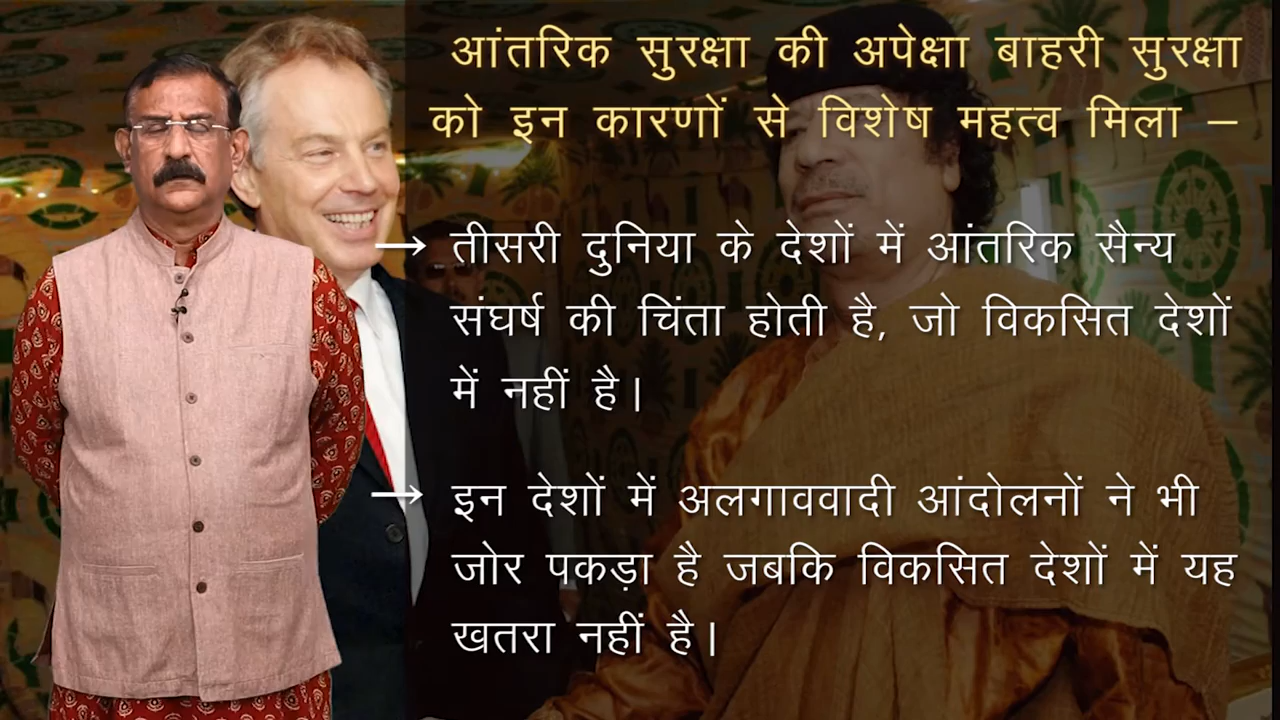 आंतरिक सुरक्षा की अपेक्षा बाहरी सुरक्षा
को इन कारणों से विशेष महत्व मिला –
→ तीसरी दुनिया के देशों में आंतरिक सैन्य
संघर्ष की चिंता होती है, जो विकसित देशों
में नहीं है।
→ इन देशों में अलगाववादी आंदोलनों ने भी
जोर पकड़ा है जबकि विकसित देशों में यह
खतरा नहीं है।